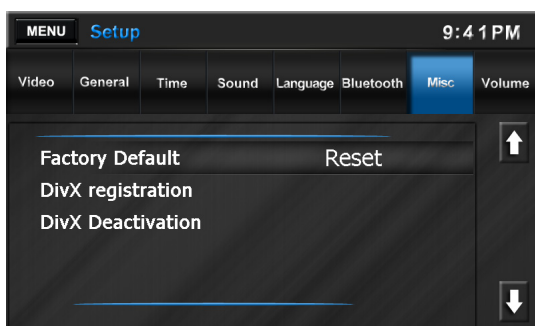 MENU Setup 9:41PM
Video General Time Sound Language Bluetooth Misc Volume
Factory Default Reset
DivX registration
DivX Deactivation